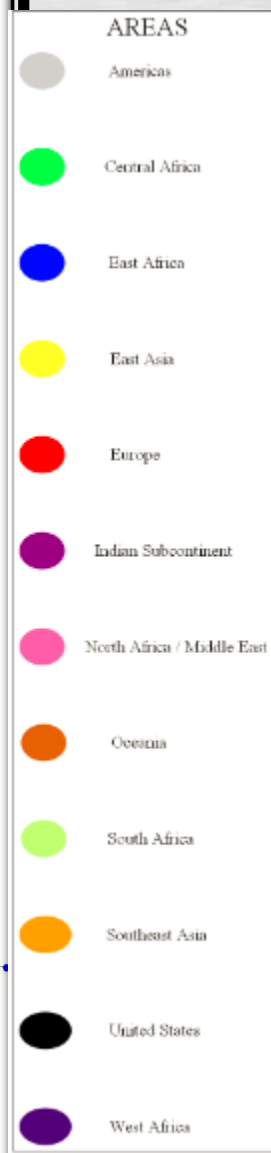 AREAS
Americas
Central Africa
East Africa
East Asia
Europe
Indian Subcontinent
North Africa / Middle East
Oceania
South Africa
Southeast Asia
United States
West Africa